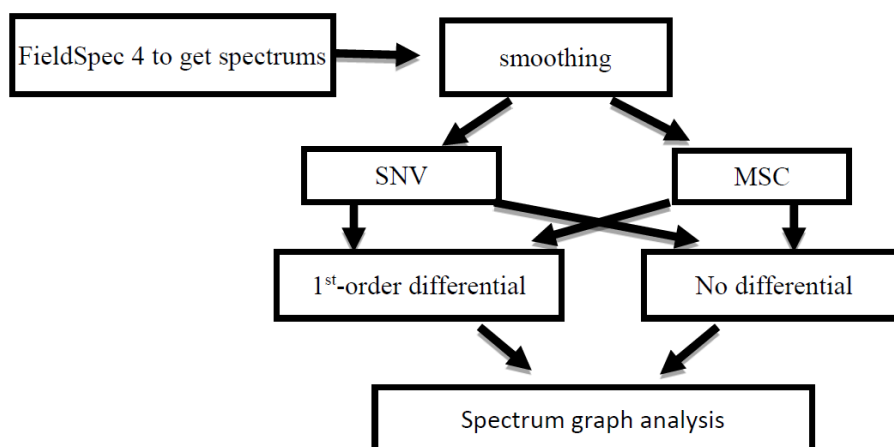 FieldSpec 4 to get spectrums
smoothing
SNV
MSC
1st-order differential
No differential
Spectrum graph analysis